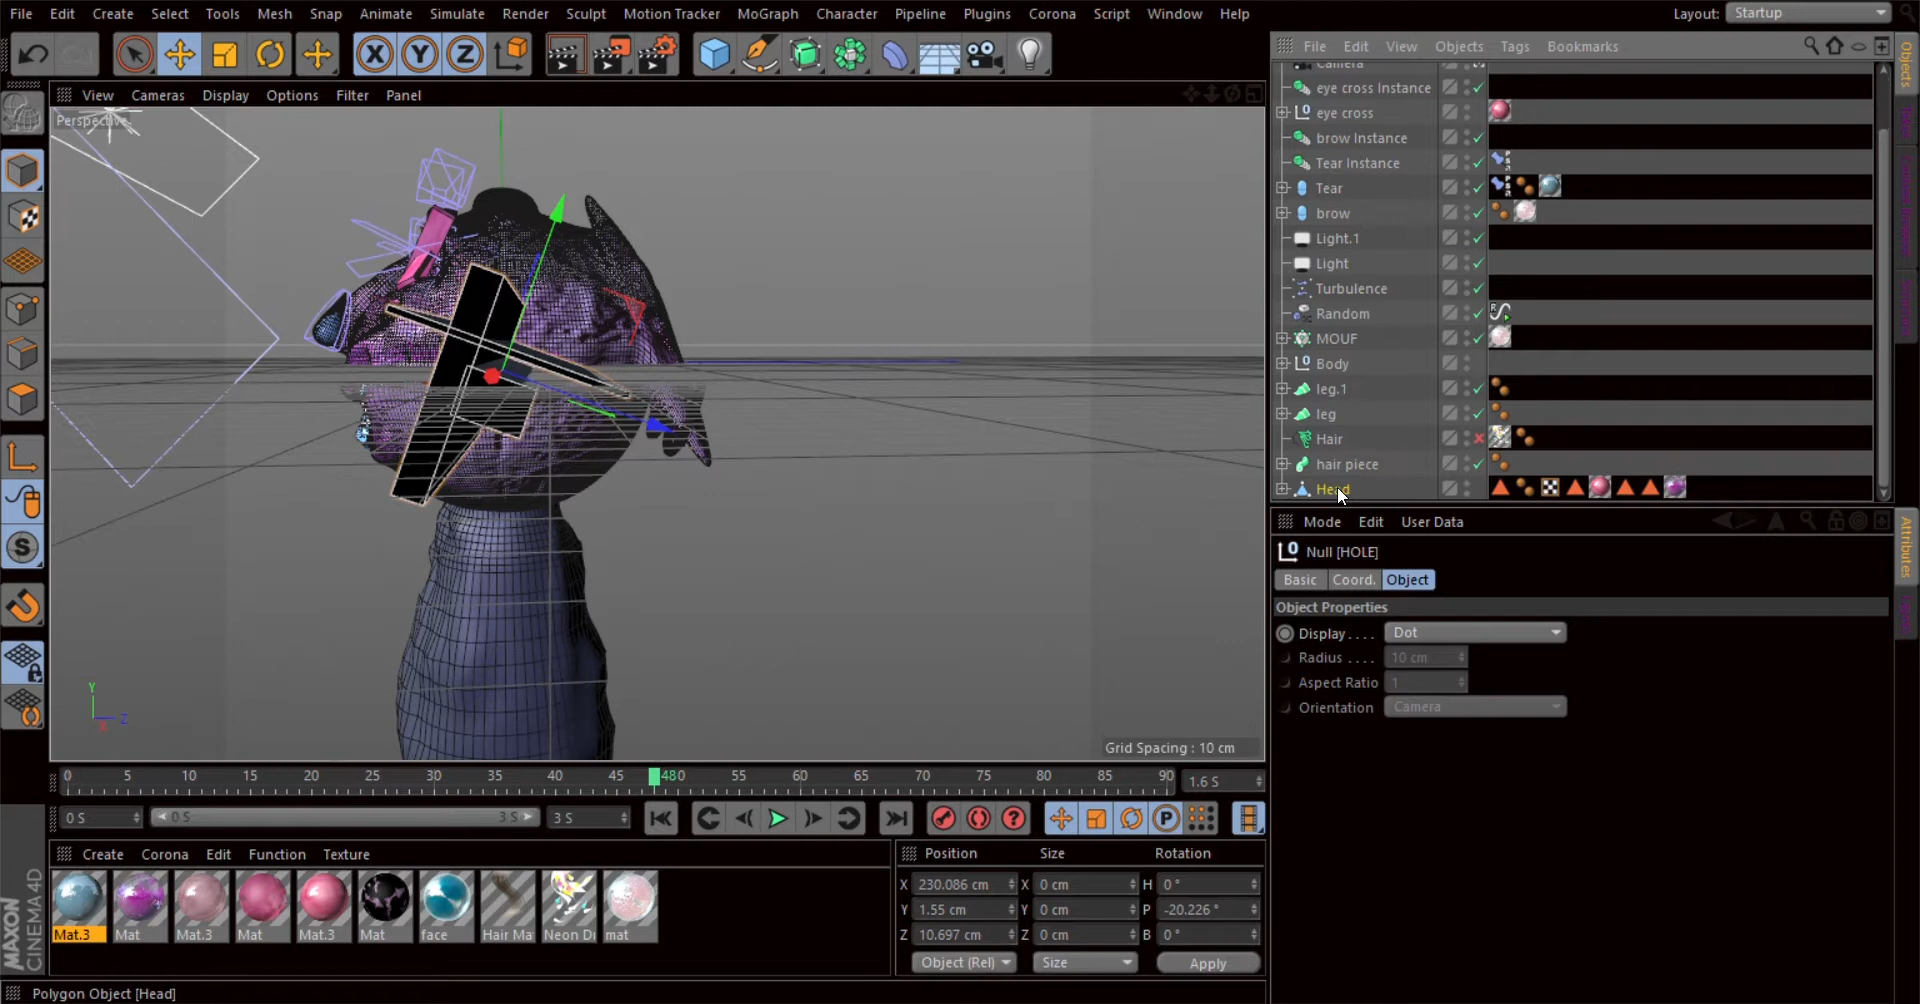 File Edit Create Select Tools Mesh Snap Animate Simulate Render Sculpt Motion Tracker MoGraph Character Pipeline Plugins Corona Script Window Help
Layout: Startup
File Edit View Objects Tags Bookmarks
View Cameras Display Options Filter Panel
Perspective
Camera
eye cross Instance
eye cross
brow Instance
Tear Instance
Tear
brow
Light.1
Light
Turbulence
Random
MOUF
Body
leg.1
leg
Hair
hair piece
Head
Objects
Mode Edit User Data
Null [HOLE]
Basic Coord. Object
Object Properties
Display . . . . Dot
Radius . . . . 10 cm
Aspect Ratio 1
Orientation Camera
Attributes
Y
Z
X
Grid Spacing : 10 cm
0 5 10 15 20 25 30 35 40 45 480 55 60 65 70 75 80 85 90
1.6 S
0 S 0 S 3 S 3 S
Create Corona Edit Function Texture
Mat.3 Mat Mat.3 Mat Mat.3 Mat face Hair Ma Neon Di mat
Position Size Rotation
X 230.086 cm X 0 cm H 0 °
Y 1.55 cm Y 0 cm P -20.226 °
Z 10.697 cm Z 0 cm B 0 °
Object (Rel) Size Apply
MAXON CINEMA4D
Polygon Object [Head]